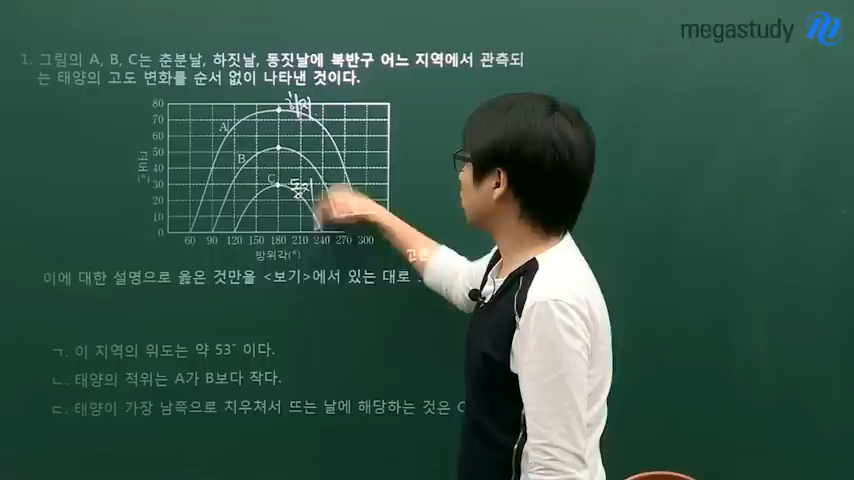 megastudy
1. 그림의 A, B, C는 춘분날, 하짓날, 동짓날에 북반구 어느 지역에서 관측되
는 태양의 고도 변화를 순서 없이 나타낸 것이다.
고도(°)
80
70
60
50
40
30
20
10
0
A
B
C
하지
동지
60 90 120 150 180 210 240 270 300
방위각(°)
이에 대한 설명으로 옳은 것만을 <보기>에서 있는 대로
고른
ㄱ. 이 지역의 위도는 약 53° 이다.
ㄴ. 태양의 적위는 A가 B보다 작다.
ㄷ. 태양이 가장 남쪽으로 치우쳐서 뜨는 날에 해당하는 것은 C